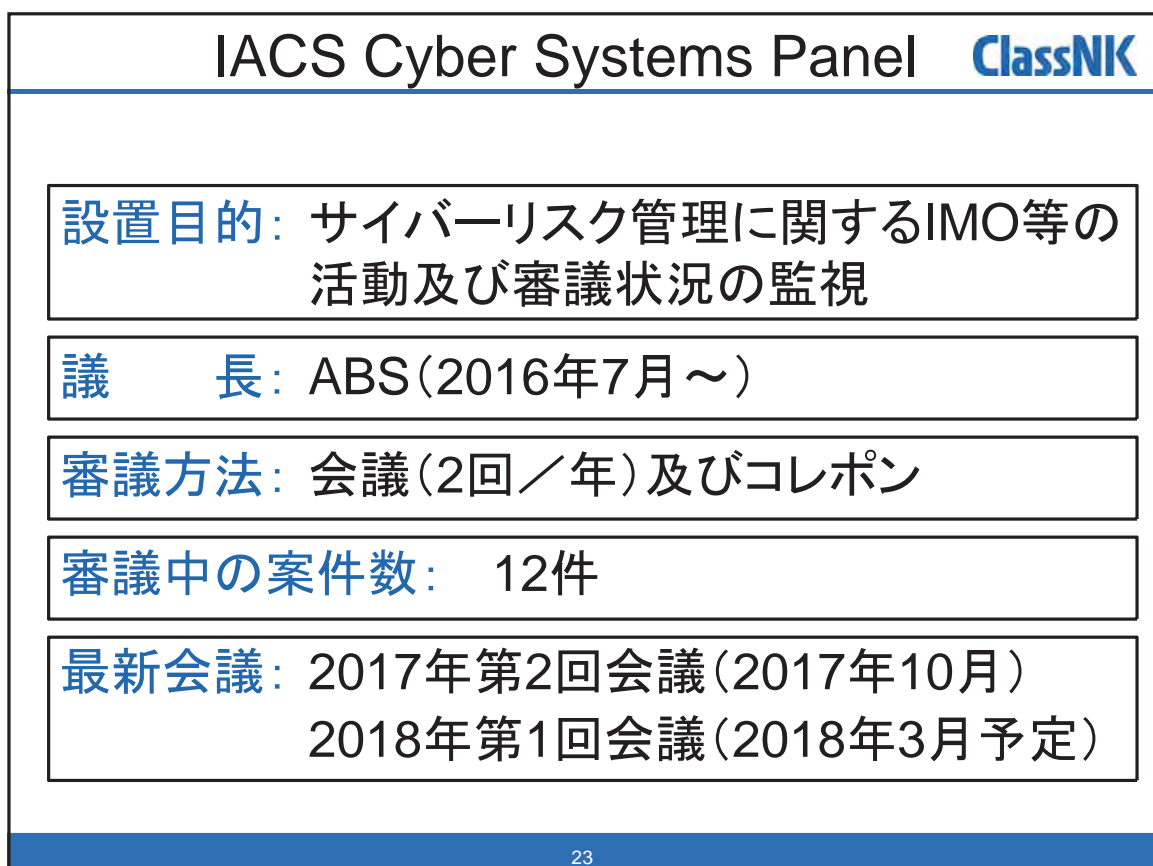 IACS Cyber Systems Panel ClassNK
設置目的： サイバーリスク管理に関するIMO等の
活動及び審議状況の監視
議　　長： ABS（2016年7月～）
審議方法： 会議（2回／年）及びコレポン
審議中の案件数：　12件
最新会議： 2017年第2回会議（2017年10月）
2018年第1回会議（2018年3月予定）
23